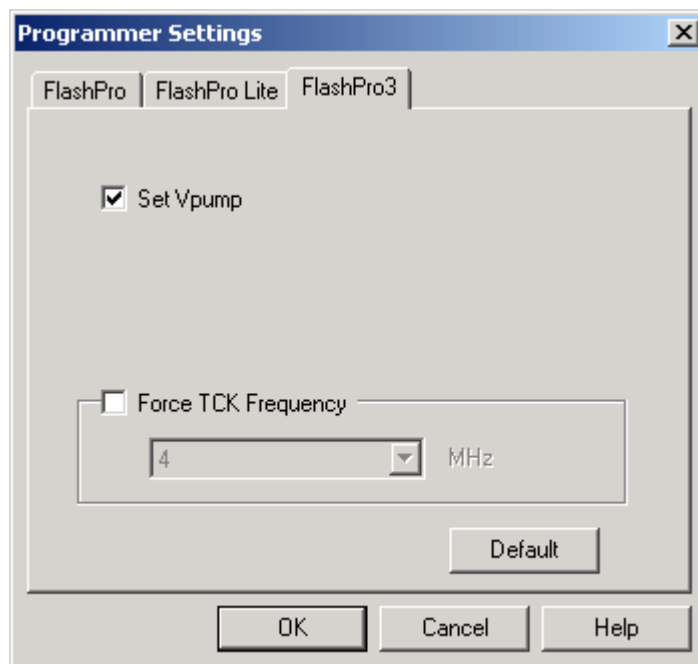 Programmer Settings
FlashPro FlashPro Lite FlashPro3
Set Vpump
Force TCK Frequency
4 MHz
Default
OK Cancel Help